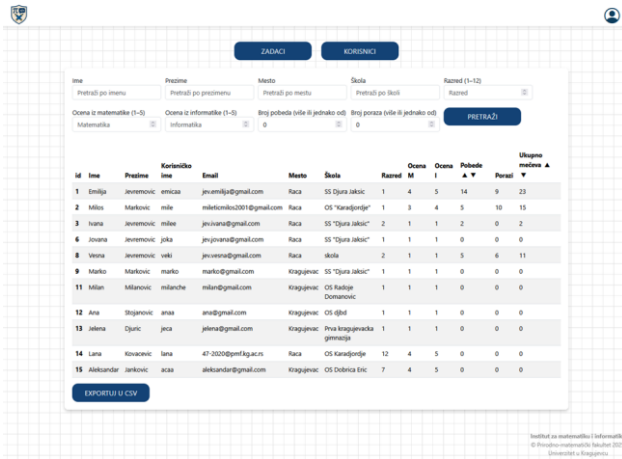 ZADACI KORISNICI
Ime Prezime Mesto Škola Razred (1–12)
Pretraži po imenu Pretraži po prezimenu Pretraži po mestu Pretraži po školi Razred
Ocena iz matematike (1–5) Ocena iz informatike (1–5) Broj pobeda (više ili jednako od) Broj poraza (više ili jednako od)
Matematika Informatika 0 0 PRETRAŽI
id Ime Prezime Korisničko ime Email Mesto Škola Razred Ocena M Ocena I Pobede ▲ ▼ Porazi Ukupno mečeva ▲ ▼
1 Emilija Jevremovic emicaa jev.emilija@gmail.com Raca SS Djura Jaksic 1 4 5 14 9 23
2 Milos Markovic mile mileticmilos2001@gmail.com Raca OS "Karadjordje" 1 3 4 5 10 15
3 Ivana Jevremovic milee jev.ivana@gmail.com Raca SS "Djura Jaksic" 2 1 1 2 0 2
6 Jovana Jevremovic joka jev.jovana@gmail.com Raca SS "Djura Jaksic" 1 1 1 0 0 0
8 Vesna Jevremovic veki jev.vesna@gmail.com Raca skola 2 1 1 5 6 11
9 Marko Markovic marko marko@gmail.com Kragujevac SS "Djura Jaksic" 1 1 1 0 0 0
11 Milan Milanovic milanche milan@gmail.com Kragujevac OS Radoje Domanovic 1 1 1 0 0 0
12 Ana Stojanovic anaa ana@gmail.com Kragujevac OS djbd 1 1 1 0 0 0
13 Jelena Djuric jeca jelena@gmail.com Kragujevac Prva kragujevacka gimnazija 1 1 1 0 0 0
14 Lana Kovacevic lana 47-2020@pmf.kg.ac.rs Raca OS Karadjordje 12 4 5 0 0 0
15 Aleksandar Jankovic acaa aleksandar@gmail.com Kragujevac OS Dobrica Eric 7 4 5 0 0 0
EXPORTUJ U CSV
Institut za matematiku i informatik
© Prirodno-matematički fakultet 202
Univerzitet u Kragujevcu